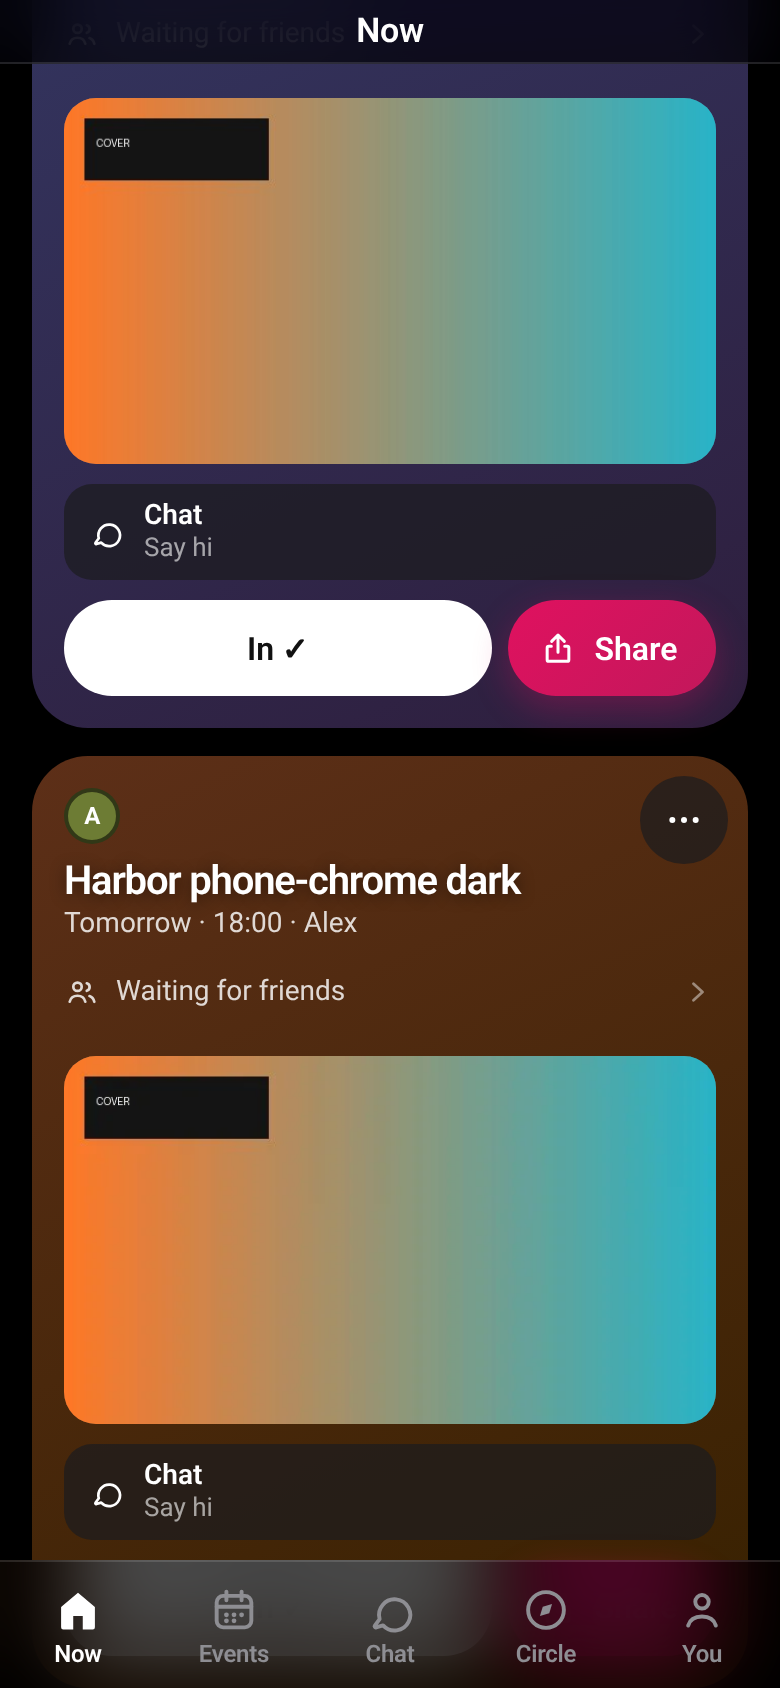 Waiting for friends
Now
COVER
Chat
Say hi
In ✓
Share
A
Harbor phone-chrome dark
Tomorrow · 18:00 · Alex
Waiting for friends
COVER
Chat
Say hi
Now
Events
Chat
Circle
You